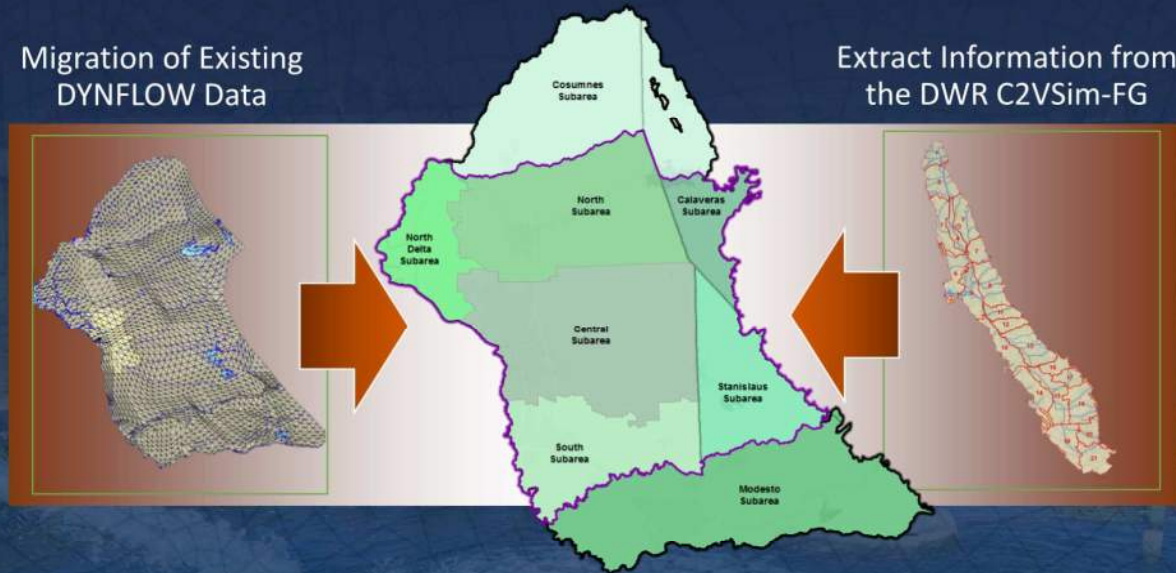 Migration of Existing
DYNFLOW Data
Extract Information from
the DWR C2VSim-FG
Cosumnes
Subarea
North
Subarea
Calaveras
Subarea
North
Delta
Subarea
Central
Subarea
Stanislaus
Subarea
South
Subarea
Modesto
Subarea